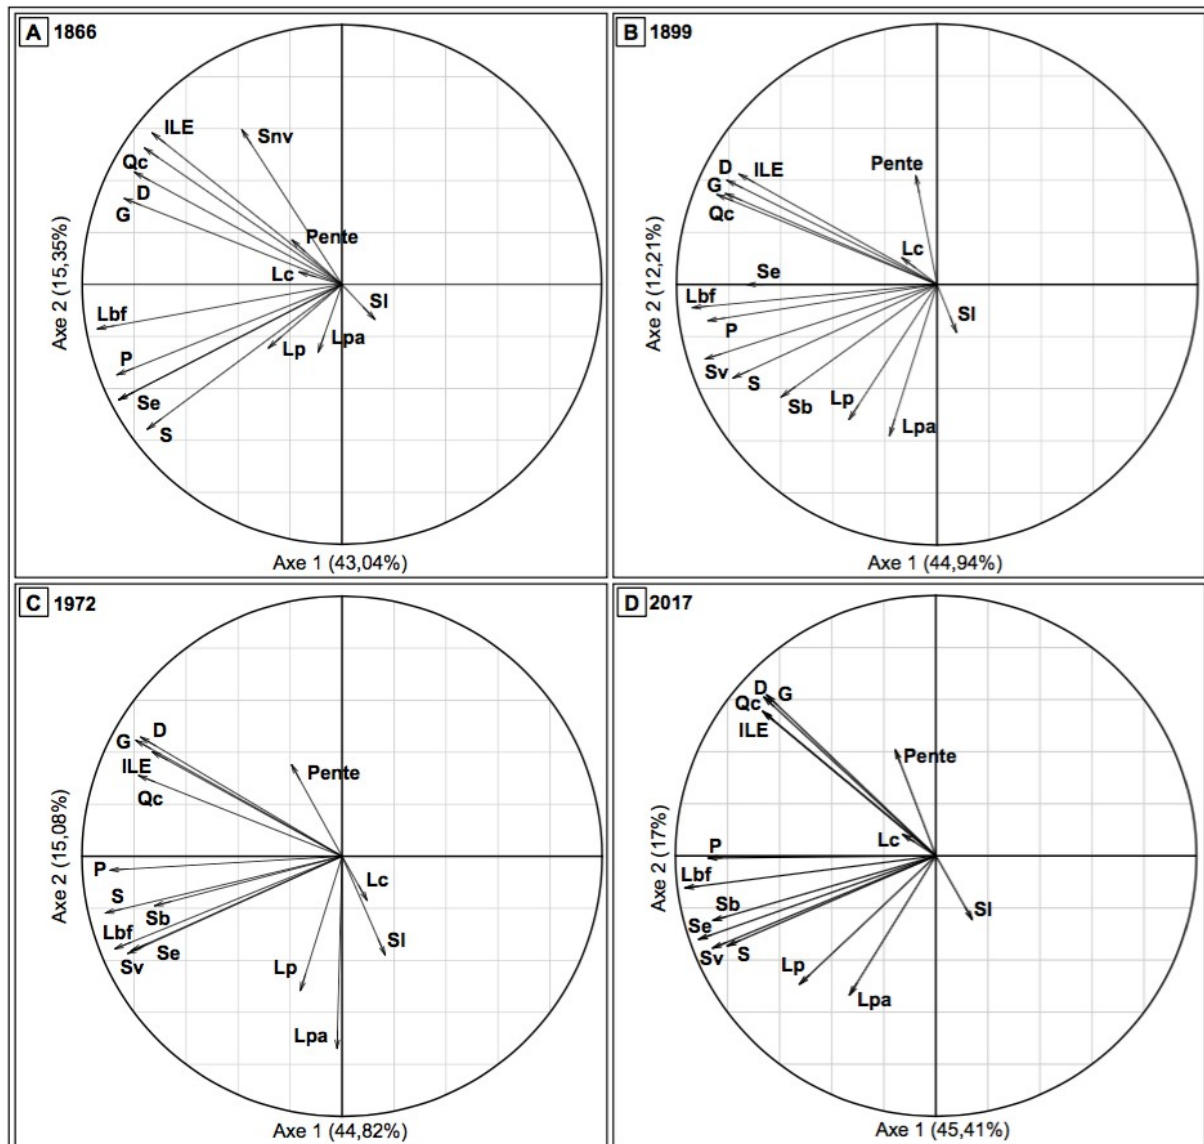 A 1866
ILE
Snv
Qc
D
G
Pente
Lc
Sl
Lbf
Lpa
Lp
P
Se
S
Axe 2 (15,35%)
Axe 1 (43,04%)
B 1899
D
ILE
Pente
G
Qc
Lc
Se
Lbf
Sl
P
Sv
S
Sb
Lp
Lpa
Axe 2 (12,21%)
Axe 1 (44,94%)
C 1972
D
G
ILE
Pente
Qc
P
Lc
S
Sb
Lbf
Sl
Se
Sv
Lp
Lpa
Axe 2 (15,08%)
Axe 1 (44,82%)
D 2017
D
G
Qc
ILE
Pente
Lc
P
Lbf
Sb
Sl
Se
Sv
S
Lp
Lpa
Axe 2 (17%)
Axe 1 (45,41%)